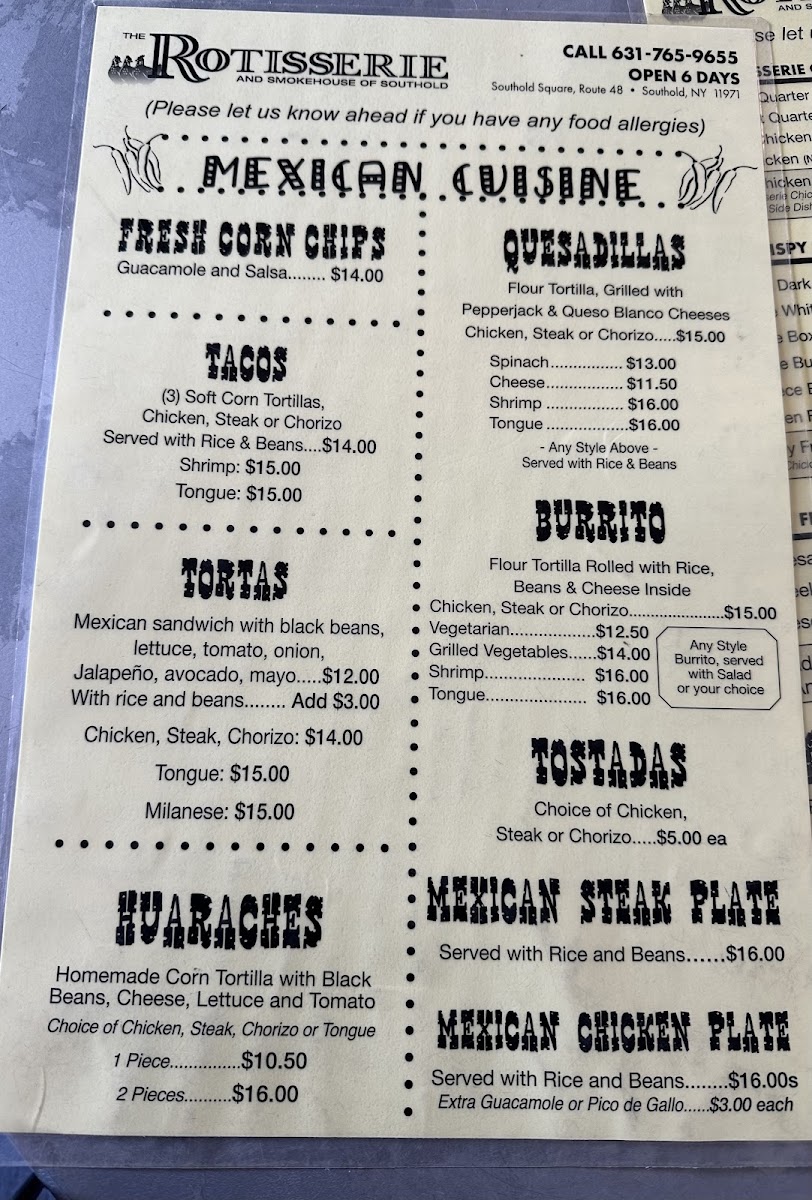 THE ROTISSERIE
AND SMOKEHOUSE OF SOUTHOLD
CALL 631-765-9655
OPEN 6 DAYS
Southold Square, Route 48 • Southold, NY 11971
(Please let us know ahead if you have any food allergies)
MEXICAN CUISINE
FRESH CORN CHIPS
Guacamole and Salsa........ $14.00
TACOS
(3) Soft Corn Tortillas,
Chicken, Steak or Chorizo
Served with Rice & Beans....$14.00
Shrimp: $15.00
Tongue: $15.00
TORTAS
Mexican sandwich with black beans,
lettuce, tomato, onion,
Jalapeño, avocado, mayo.....$12.00
With rice and beans........ Add $3.00
Chicken, Steak, Chorizo: $14.00
Tongue: $15.00
Milanese: $15.00
HUARACHES
Homemade Corn Tortilla with Black
Beans, Cheese, Lettuce and Tomato
Choice of Chicken, Steak, Chorizo or Tongue
1 Piece...............$10.50
2 Pieces..........$16.00
QUESADILLAS
Flour Tortilla, Grilled with
Pepperjack & Queso Blanco Cheeses
Chicken, Steak or Chorizo.....$15.00
Spinach................. $13.00
Cheese.................. $11.50
Shrimp ................... $16.00
Tongue ...................$16.00
- Any Style Above -
Served with Rice & Beans
BURRITO
Flour Tortilla Rolled with Rice,
Beans & Cheese Inside
Chicken, Steak or Chorizo......................$15.00
Vegetarian....................$12.50
Grilled Vegetables......$14.00
Shrimp....................... $16.00
Tongue....................... $16.00
Any Style
Burrito, served
with Salad
or your choice
TOSTADAS
Choice of Chicken,
Steak or Chorizo.....$5.00 ea
MEXICAN STEAK PLATE
Served with Rice and Beans......$16.00
MEXICAN CHICKEN PLATE
Served with Rice and Beans........$16.00s
Extra Guacamole or Pico de Gallo......$3.00 each